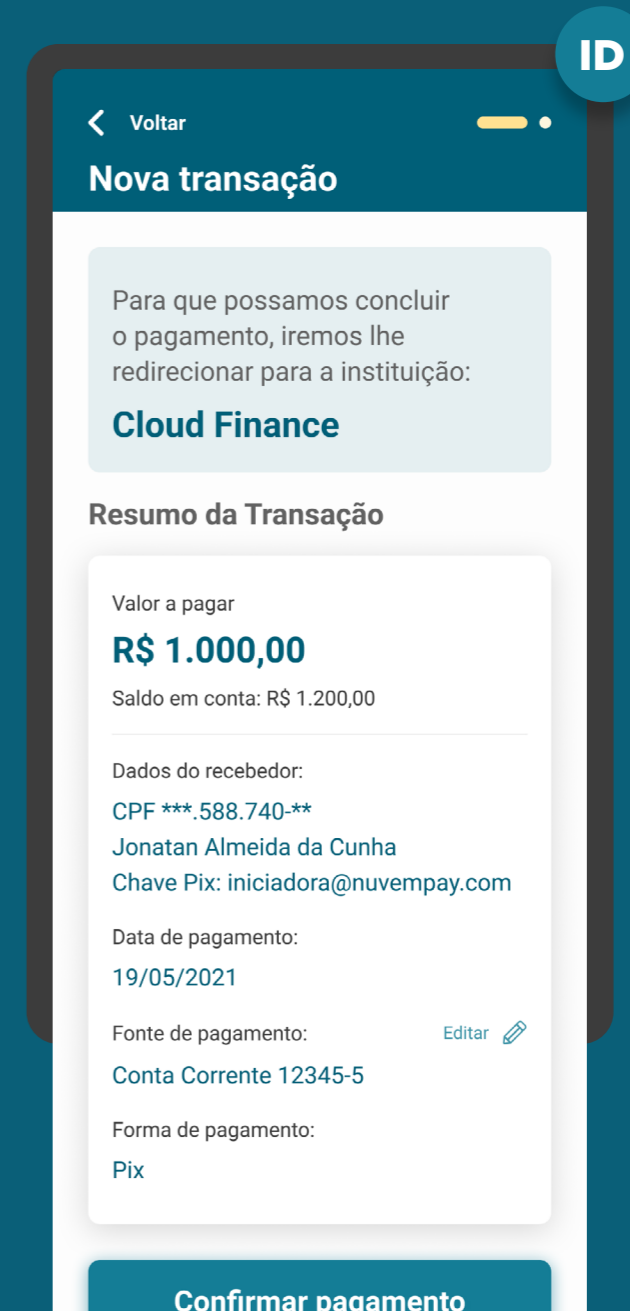 ID
Voltar
Nova transação
Para que possamos concluir
o pagamento, iremos lhe
redirecionar para a instituição:
Cloud Finance
Resumo da Transação
Valor a pagar
R$ 1.000,00
Saldo em conta: R$ 1.200,00
Dados do recebedor:
CPF ***.588.740-**
Jonatan Almeida da Cunha
Chave Pix: iniciadora@nuvempay.com
Data de pagamento:
19/05/2021
Fonte de pagamento:
Editar
Conta Corrente 12345-5
Forma de pagamento:
Pix
Confirmar pagamento